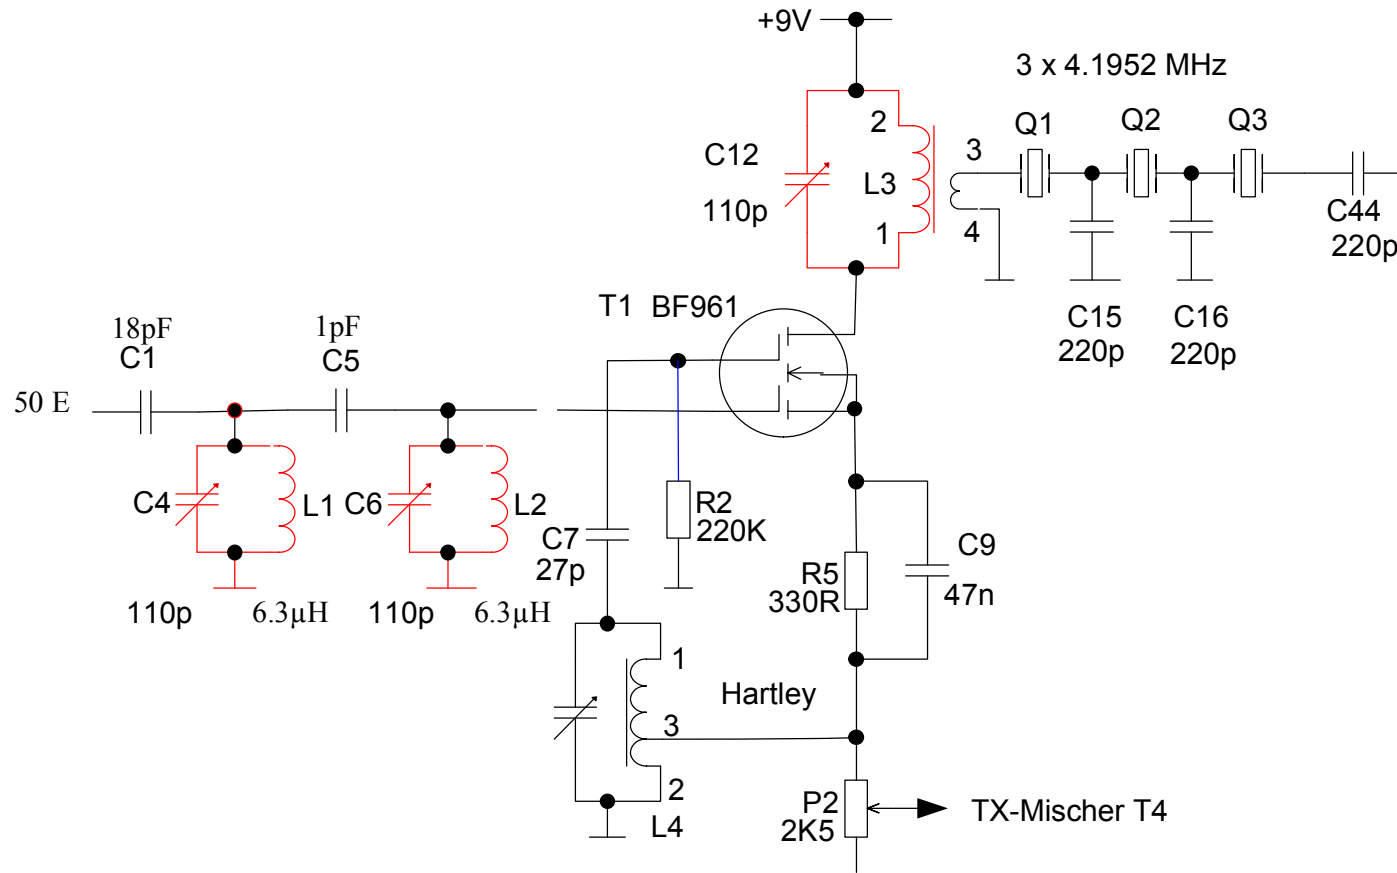 +9V
3 x 4.1952 MHz
2
Q1
Q2
Q3
C12
3
L3
110p
1
4
C44
220p
T1 BF961
C15
220p
C16
220p
18pF
C1
1pF
C5
50 E
C4
L1
C6
L2
R2
220K
C7
27p
C9
47n
R5
330R
110p
6.3µH
110p
6.3µH
1
Hartley
3
2
L4
P2
2K5
TX-Mischer T4